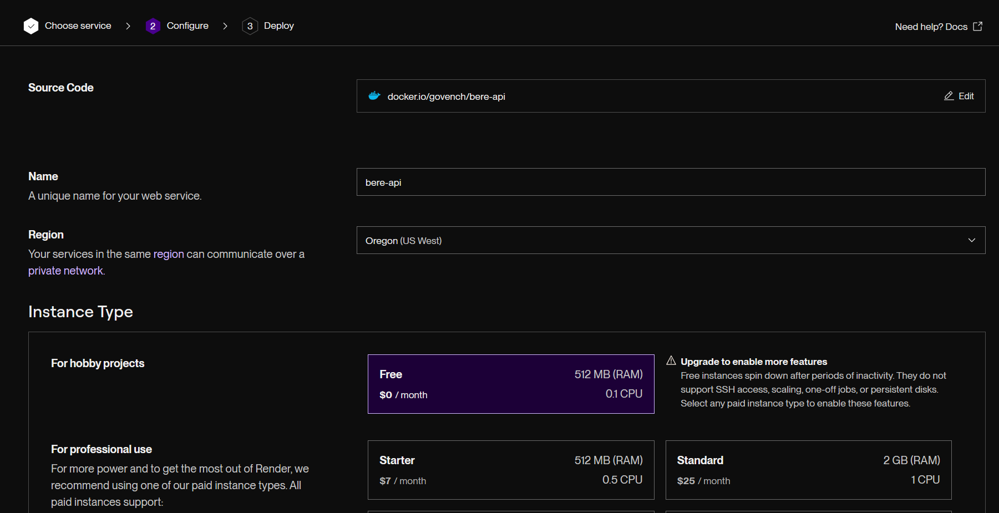 Choose service
2 Configure
3 Deploy
Need help? Docs
Source Code
docker.io/govench/bere-api
Edit
Name
A unique name for your web service.
bere-api
Region
Your services in the same region can communicate over a
private network.
Oregon (US West)
Instance Type
For hobby projects
Free
512 MB (RAM)
$0 / month
0.1 CPU
Upgrade to enable more features
Free instances spin down after periods of inactivity. They do not
support SSH access, scaling, one-off jobs, or persistent disks.
Select any paid instance type to enable these features.
For professional use
For more power and to get the most out of Render, we
recommend using one of our paid instance types. All
paid instances support:
Starter
512 MB (RAM)
$7 / month
0.5 CPU
Standard
2 GB (RAM)
$25 / month
1 CPU